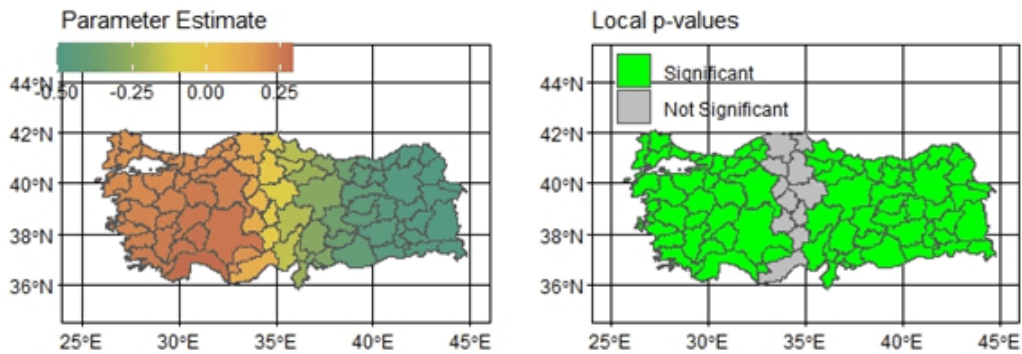 Parameter Estimate
-0.50 -0.25 0.00 0.25
44°N
42°N
40°N
38°N
36°N
25°E 30°E 35°E 40°E 45°E
Local p-values
Significant
Not Significant
44°N
42°N
40°N
38°N
36°N
25°E 30°E 35°E 40°E 45°E